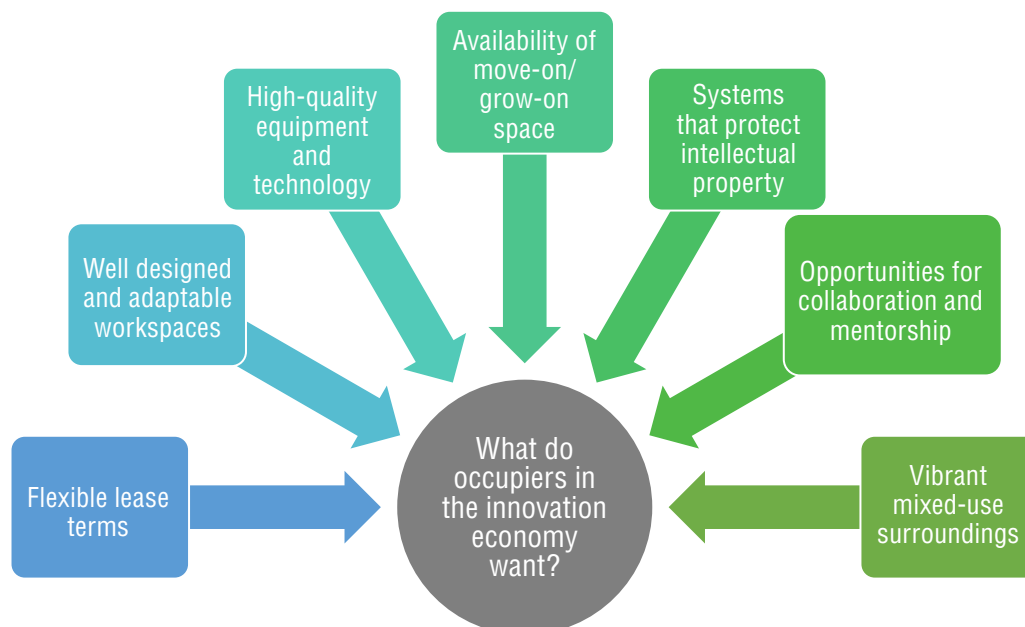 Flexible lease
terms
Well designed
and adaptable
workspaces
High-quality
equipment
and
technology
Availability of
move-on/
grow-on
space
Systems
that protect
intellectual
property
Opportunities for
collaboration and
mentorship
Vibrant
mixed-use
surroundings
What do
occupiers in
the innovation
economy
want?